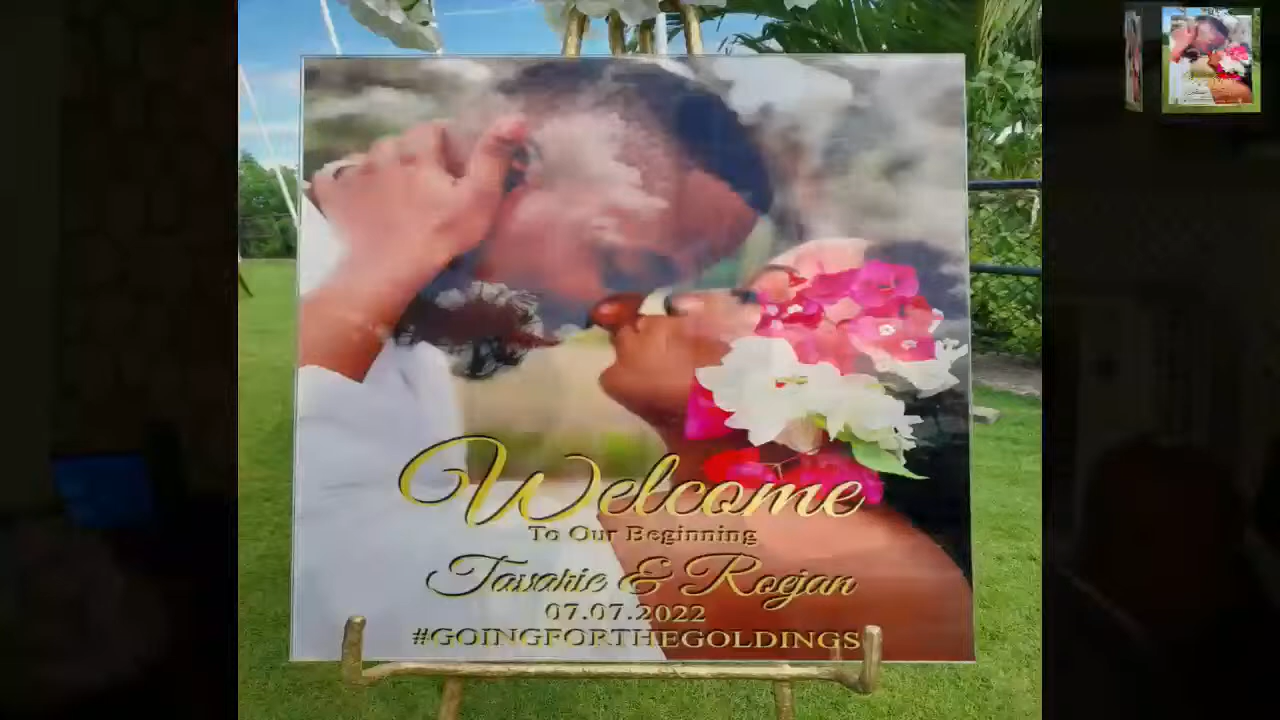 Welcome
To Our Beginning
Tavarie & Roejan
07.07.2022
#GOINGFORTHEGOLDINGS